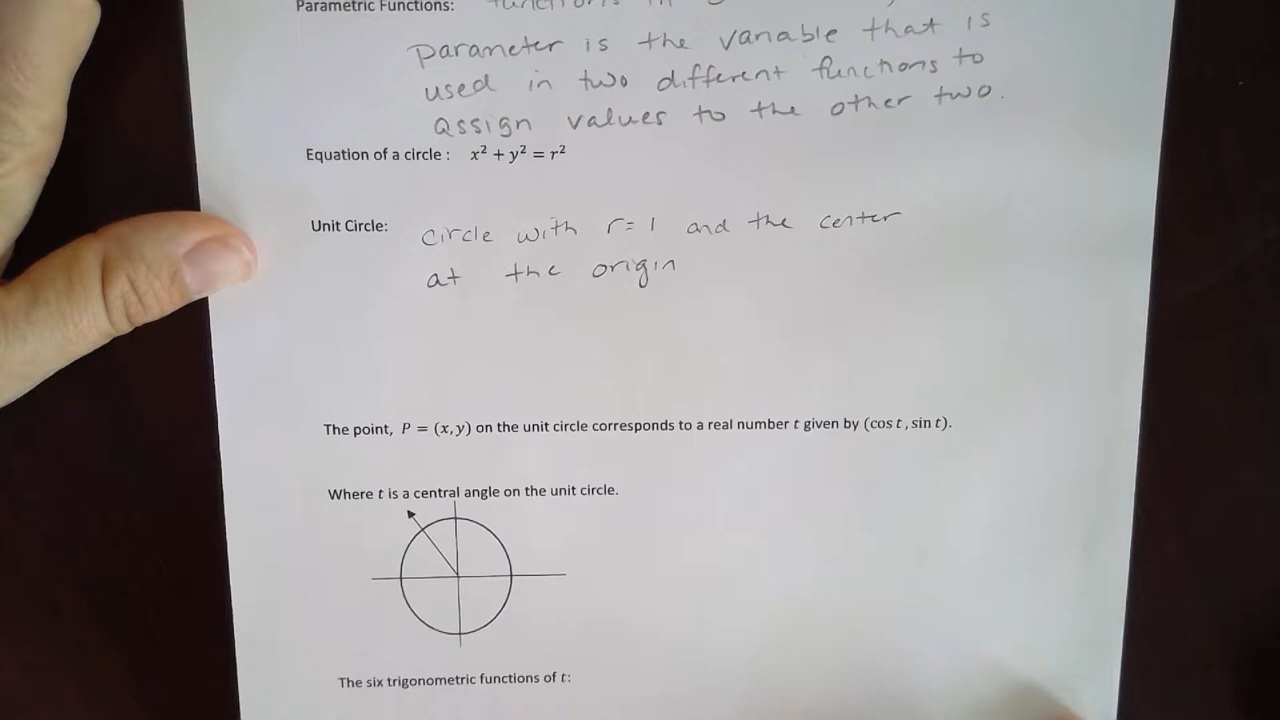 Parametric Functions: functions in
parameter is the variable that is
used in two different functions to
assign values to the other two.
Equation of a circle : x² + y² = r²
Unit Circle: circle with r = 1 and the center
at the origin
The point, P = (x, y) on the unit circle corresponds to a real number t given by (cos t , sin t).
Where t is a central angle on the unit circle.
The six trigonometric functions of t: